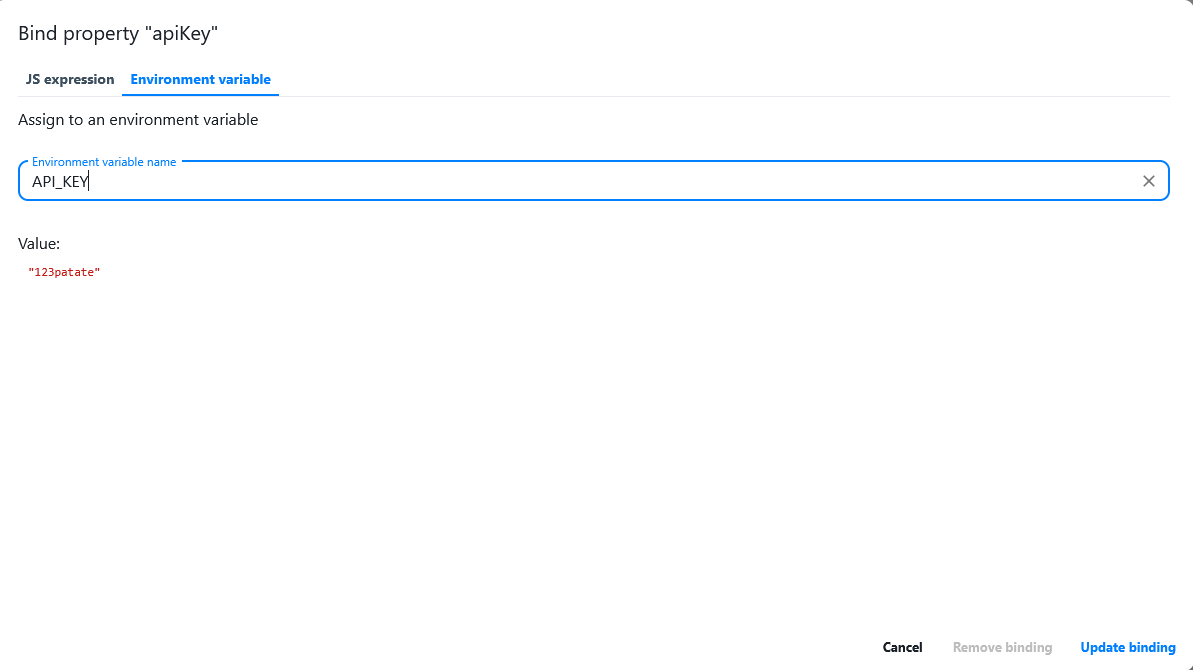 Bind property "apiKey"
JS expression Environment variable
Assign to an environment variable
Environment variable name
API_KEY
Value:
"123patate"
Cancel Remove binding Update binding